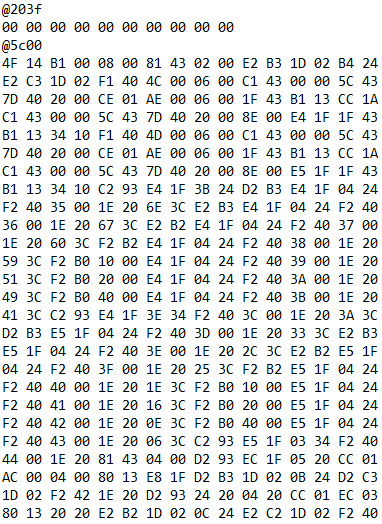 @203f
00 00 00 00 00 00 00 00 00 00
@5c00
4F 14 B1 00 08 00 81 43 02 00 E2 B3 1D 02 B4 24
E2 C3 1D 02 F1 40 4C 00 06 00 C1 43 00 00 5C 43
7D 40 20 00 CE 01 AE 00 06 00 1F 43 B1 13 CC 1A
C1 43 00 00 5C 43 7D 40 20 00 8E 00 E4 1F 1F 43
B1 13 34 10 F1 40 4D 00 06 00 C1 43 00 00 5C 43
7D 40 20 00 CE 01 AE 00 06 00 1F 43 B1 13 CC 1A
C1 43 00 00 5C 43 7D 40 20 00 8E 00 E5 1F 1F 43
B1 13 34 10 C2 93 E4 1F 3B 24 D2 B3 E4 1F 04 24
F2 40 35 00 1E 20 6E 3C E2 B3 E4 1F 04 24 F2 40
36 00 1E 20 67 3C E2 B2 E4 1F 04 24 F2 40 37 00
1E 20 60 3C F2 B2 E4 1F 04 24 F2 40 38 00 1E 20
59 3C F2 B0 10 00 E4 1F 04 24 F2 40 39 00 1E 20
51 3C F2 B0 20 00 E4 1F 04 24 F2 40 3A 00 1E 20
49 3C F2 B0 40 00 E4 1F 04 24 F2 40 3B 00 1E 20
41 3C C2 93 E4 1F 3E 34 F2 40 3C 00 1E 20 3A 3C
D2 B3 E5 1F 04 24 F2 40 3D 00 1E 20 33 3C E2 B3
E5 1F 04 24 F2 40 3E 00 1E 20 2C 3C E2 B2 E5 1F
04 24 F2 40 3F 00 1E 20 25 3C F2 B2 E5 1F 04 24
F2 40 40 00 1E 20 1E 3C F2 B0 10 00 E5 1F 04 24
F2 40 41 00 1E 20 16 3C F2 B0 20 00 E5 1F 04 24
F2 40 42 00 1E 20 0E 3C F2 B0 40 00 E5 1F 04 24
F2 40 43 00 1E 20 06 3C C2 93 E5 1F 03 34 F2 40
44 00 1E 20 81 43 04 00 D2 93 EC 1F 05 20 CC 01
AC 00 04 00 80 13 E8 1F D2 B3 1D 02 0B 24 D2 C3
1D 02 F2 42 1E 20 D2 93 24 20 04 20 CC 01 EC 03
80 13 20 20 E2 B2 1D 02 0C 24 E2 C2 1D 02 F2 40